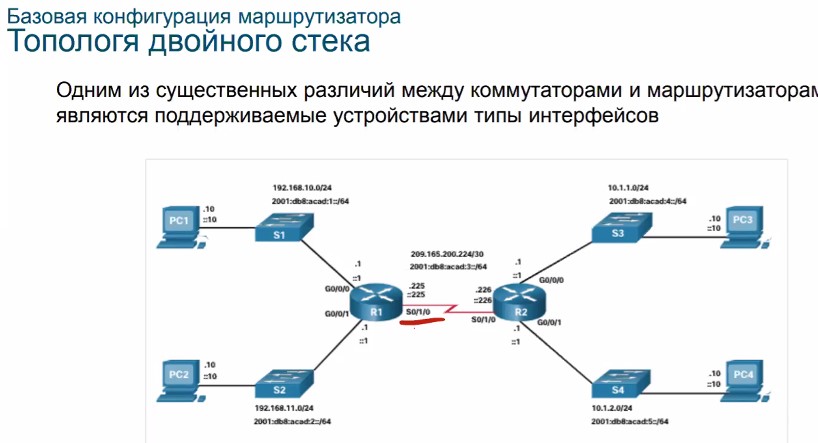 Базовая конфигурация маршрутизатора
Топологя двойного стека
Одним из существенных различий между коммутаторами и маршрутизаторам
являются поддерживаемые устройствами типы интерфейсов
192.168.10.0/24
2001:db8:acad:1::/64
10.1.1.0/24
2001:db8:acad:4::/64
PC1
.10
::10
S1
S3
.10
::10
PC3
209.165.200.224/30
2001:db8:acad:3::/64
.1
::1
.1
::1
G0/0/0
G0/0/0
.225
::225
.226
::226
G0/0/1
R1
S0/1/0
S0/1/0
R2
G0/0/1
.1
::1
.1
::1
PC2
.10
::10
S2
S4
.10
::10
PC4
192.168.11.0/24
2001:db8:acad:2::/64
10.1.2.0/24
2001:db8:acad:5::/64